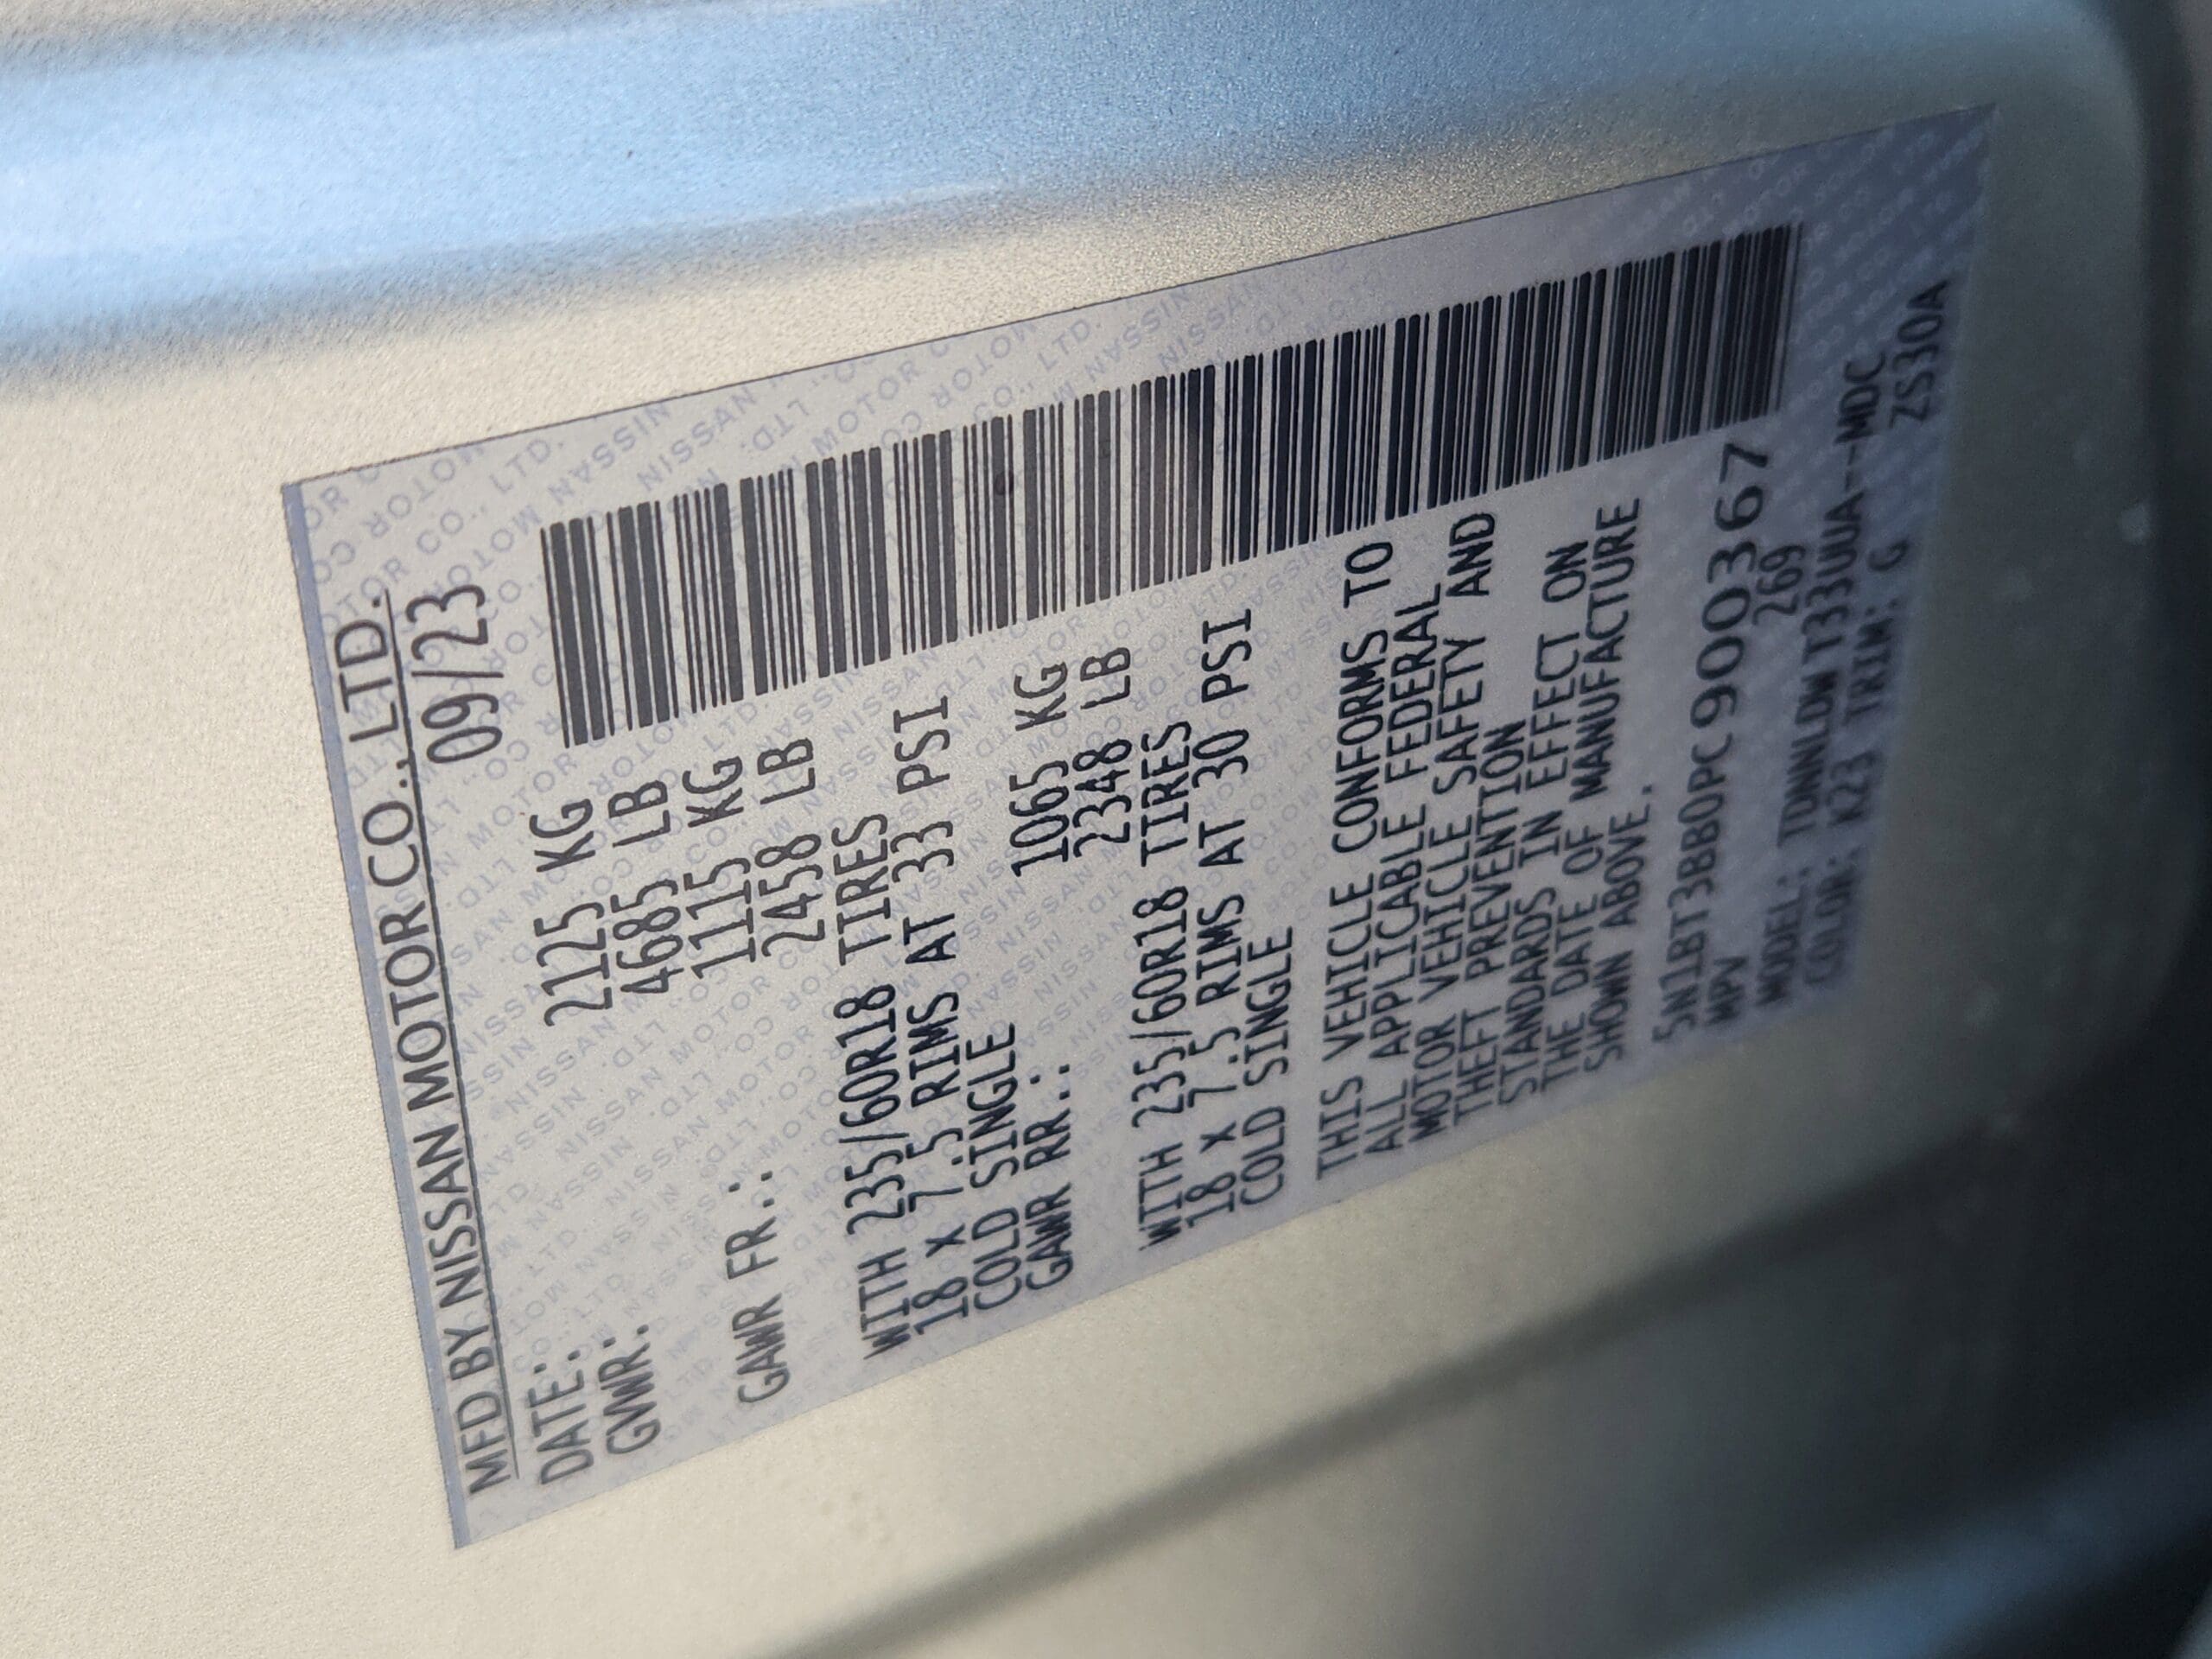 MFD BY NISSAN MOTOR CO., LTD.
DATE: 09/23
GVWR: 2125 KG
4685 LB
GAWR FR.: 1115 KG
2458 LB
WITH 235/60R18 TIRES
18 x 7.5 RIMS AT 33 PSI
COLD SINGLE
GAWR RR.: 1065 KG
2348 LB
WITH 235/60R18 TIRES
18 x 7.5 RIMS AT 30 PSI
COLD SINGLE
THIS VEHICLE CONFORMS TO
ALL APPLICABLE FEDERAL
MOTOR VEHICLE SAFETY AND
THEFT PREVENTION
STANDARDS IN EFFECT ON
THE DATE OF MANUFACTURE
SHOWN ABOVE.
5N1BT3BB0PC900367
MPV 269
MODEL: TDNNLDW T33UUA--MDC
COLOR: K23 TRIM: G ZS30A